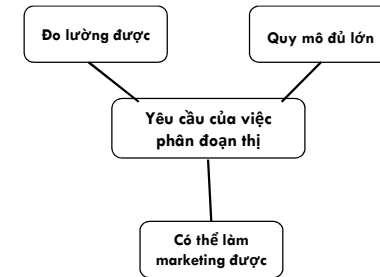 Đo lường được
Quy mô đủ lớn
Yêu cầu của việc
phân đoạn thị
Có thể làm
marketing được